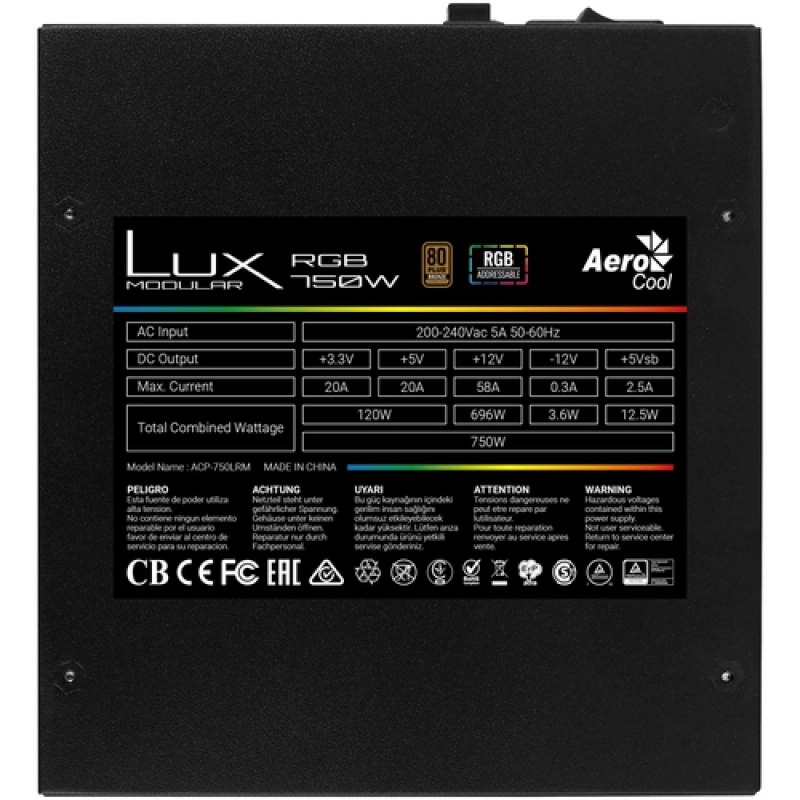 LUX RGB
MODULAR 750W
80
PLUS
BRONZE
RGB
ADDRESSABLE
Aero
Cool
AC Input 200-240Vac 5A 50-60Hz
DC Output +3.3V +5V +12V -12V +5Vsb
Max. Current 20A 20A 58A 0.3A 2.5A
Total Combined Wattage 120W 696W 3.6W 12.5W
750W
Model Name : ACP-750LRM MADE IN CHINA
PELIGRO
Esta fuente de poder utiliza
alta tension.
No contiene ningun elemento
reparable por el usuario en
favor de enviar al centro de
servicio para su reparacion.
ACHTUNG
Netzteil steht unter
gefährlicher Spannung.
Gehäuse unter keinen
Umständen öffnen.
Reparatur nur durch
Fachpersonal.
UYARI
Bu güç kaynağının içindeki
gerilim insan sağlığını
olumsuz etkileyebilecek
kadar yüksektir. Lütfen arıza
durumunda ürünü yetkili
servise gönderiniz.
ATTENTION
Tensions dangereuses ne
peut etre repare par
l'utilisateur.
Pour toute reparation
renvoyer au service apres
vente.
WARNING
Hazardous voltages
contained within this
power supply.
Not user serviceable.
Return to service center
for repair.
CB CE FC EAC